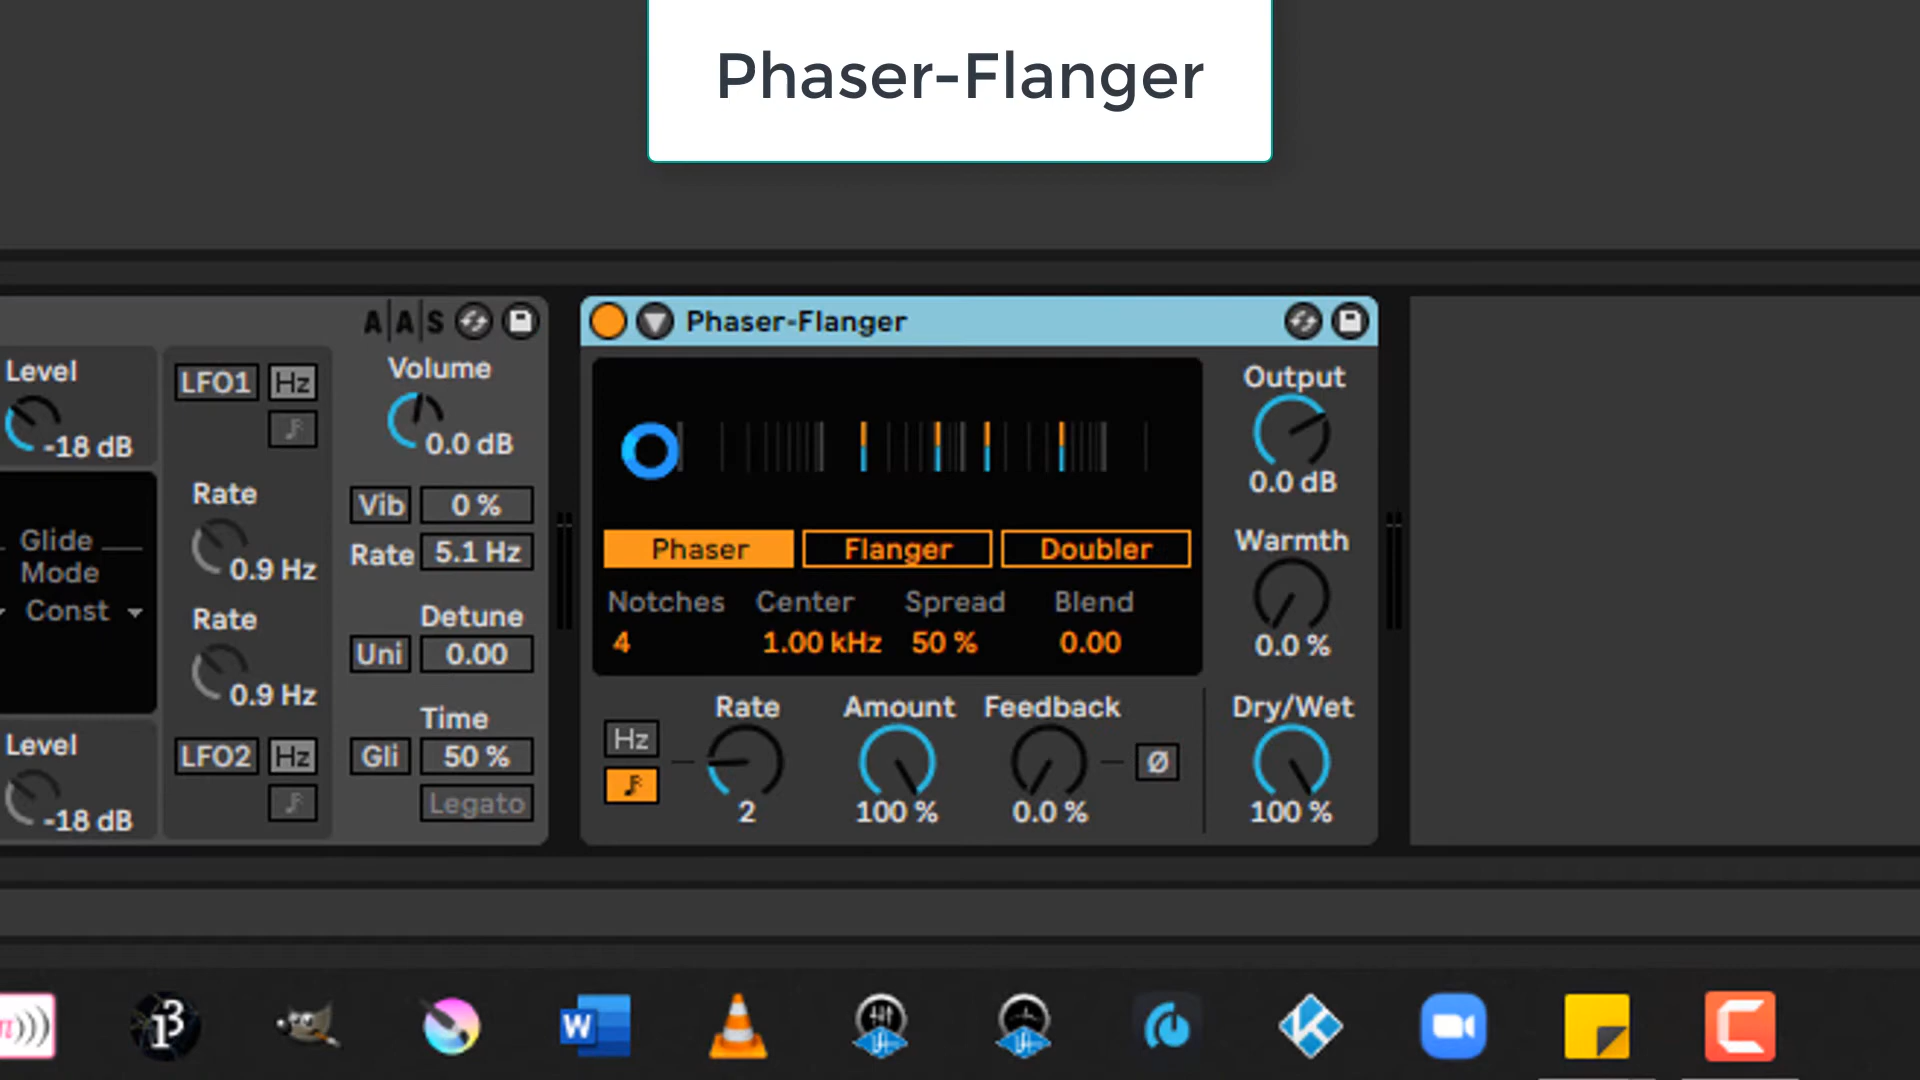 Phaser-Flanger
A|A|S
Level
-18 dB
LFO1 Hz
Volume
0.0 dB
Rate
0.9 Hz
Vib 0 %
Rate 5.1 Hz
Glide
Mode
Const
Rate
0.9 Hz
Detune
Uni 0.00
Level
-18 dB
LFO2 Hz
Time
Gli 50 %
Legato
Phaser-Flanger
Phaser Flanger Doubler
Notches Center Spread Blend
4 1.00 kHz 50 % 0.00
Hz
Rate
2
Amount
100 %
Feedback
0.0 %
Ø
Output
0.0 dB
Warmth
0.0 %
Dry/Wet
100 %
W